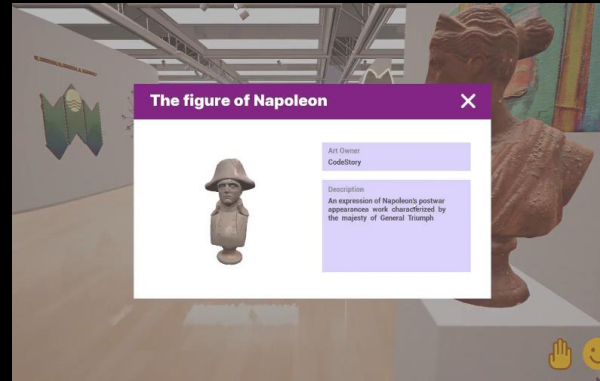 The figure of Napoleon
Art Owner
CodeStory
Description
An expression of Napoleon's postwar
appearances work characterized by
the majesty of General Triumph